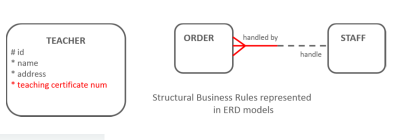 TEACHER
# id
* name
* address
* teaching certificate num
ORDER
handled by
handle
STAFF
Structural Business Rules represented
in ERD models